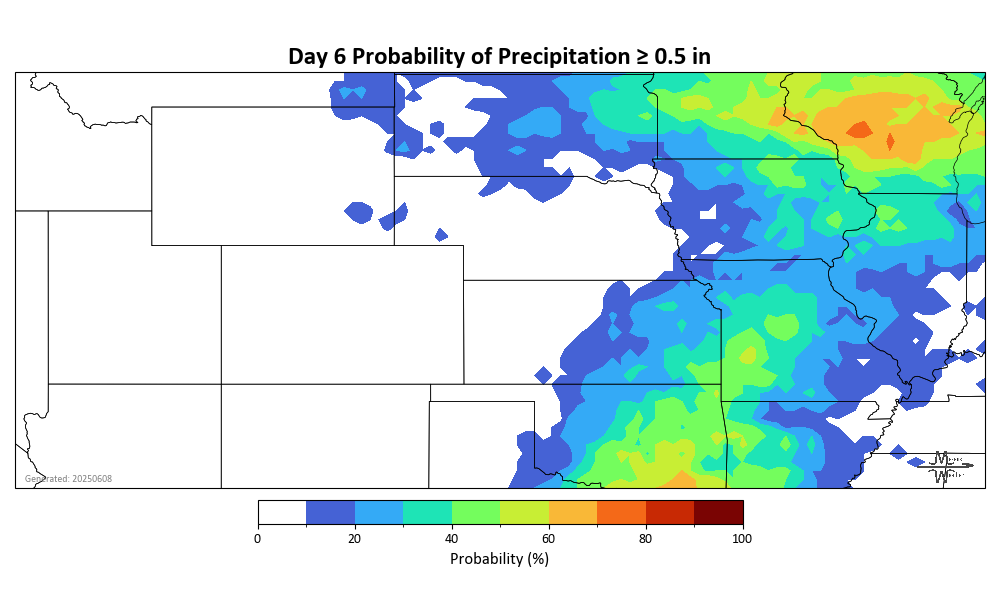 Day 6 Probability of Precipitation ≥ 0.5 in
Generated: 20250608
0 20 40 60 80 100
Probability (%)